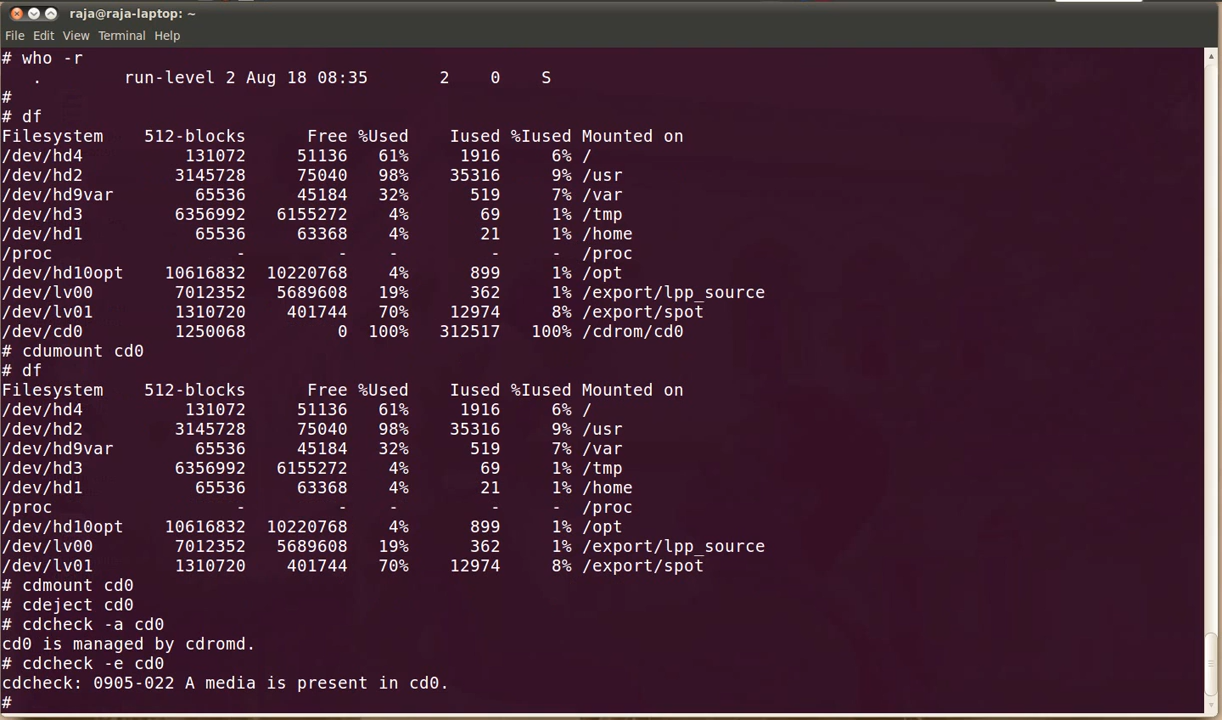 raja@raja-laptop: ~
File Edit View Terminal Help
# who -r
   .        run-level 2 Aug 18 08:35       2    0    S
#
# df
Filesystem    512-blocks      Free %Used    Iused %Iused Mounted on
/dev/hd4          131072     51136   61%     1916     6% /
/dev/hd2         3145728     75040   98%    35316     9% /usr
/dev/hd9var        65536     45184   32%      519     7% /var
/dev/hd3         6356992   6155272    4%       69     1% /tmp
/dev/hd1           65536     63368    4%       21     1% /home
/proc                  -         -    -         -     -  /proc
/dev/hd10opt    10616832  10220768    4%      899     1% /opt
/dev/lv00        7012352   5689608   19%      362     1% /export/lpp_source
/dev/lv01        1310720    401744   70%    12974     8% /export/spot
/dev/cd0         1250068         0  100%   312517   100% /cdrom/cd0
# cdumount cd0
# df
Filesystem    512-blocks      Free %Used    Iused %Iused Mounted on
/dev/hd4          131072     51136   61%     1916     6% /
/dev/hd2         3145728     75040   98%    35316     9% /usr
/dev/hd9var        65536     45184   32%      519     7% /var
/dev/hd3         6356992   6155272    4%       69     1% /tmp
/dev/hd1           65536     63368    4%       21     1% /home
/proc                  -         -    -         -     -  /proc
/dev/hd10opt    10616832  10220768    4%      899     1% /opt
/dev/lv00        7012352   5689608   19%      362     1% /export/lpp_source
/dev/lv01        1310720    401744   70%    12974     8% /export/spot
# cdmount cd0
# cdeject cd0
# cdcheck -a cd0
cd0 is managed by cdromd.
# cdcheck -e cd0
cdcheck: 0905-022 A media is present in cd0.
#